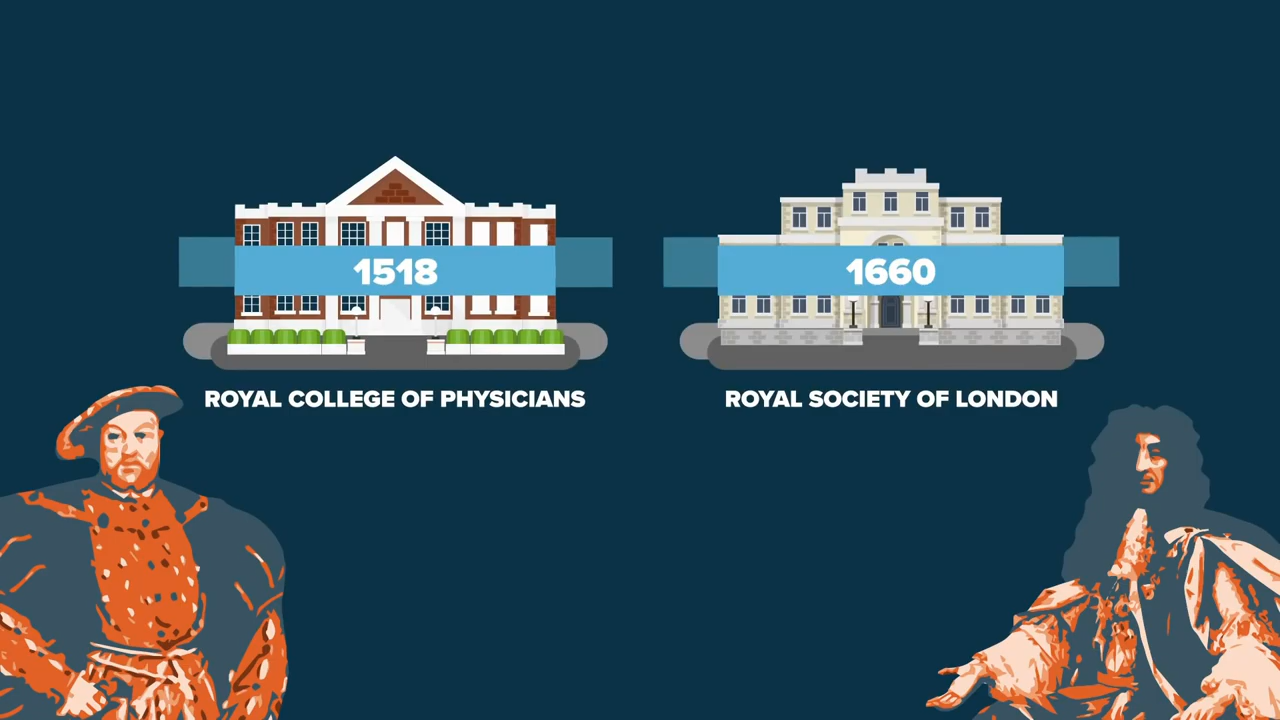 1518
1660
ROYAL COLLEGE OF PHYSICIANS
ROYAL SOCIETY OF LONDON